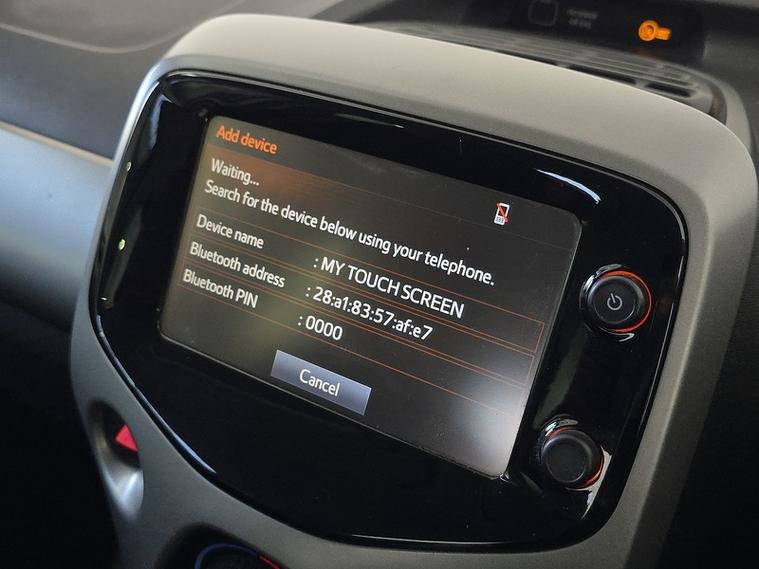 Add device
Waiting...
Search for the device below using your telephone.
Device name : MY TOUCH SCREEN
Bluetooth address : 28:a1:83:57:af:e7
Bluetooth PIN : 0000
Cancel